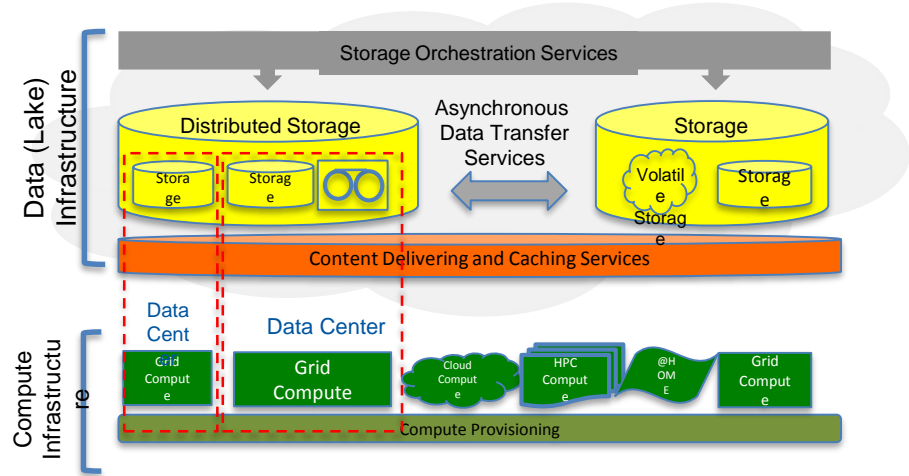 Storage Orchestration Services
Data (Lake)
Infrastructure
Distributed Storage
Asynchronous
Data Transfer
Services
Storage
Stora
ge
Storag
e
Volatil
e
Storag
e
Storag
e
Content Delivering and Caching Services
Data
Cent
er
Data Center
Compute
Infrastructu
re
Grid
Comput
e
Grid
Compute
Cloud
Comput
e
HPC
Comput
e
@H
OM
E
Grid
Comput
e
Compute Provisioning